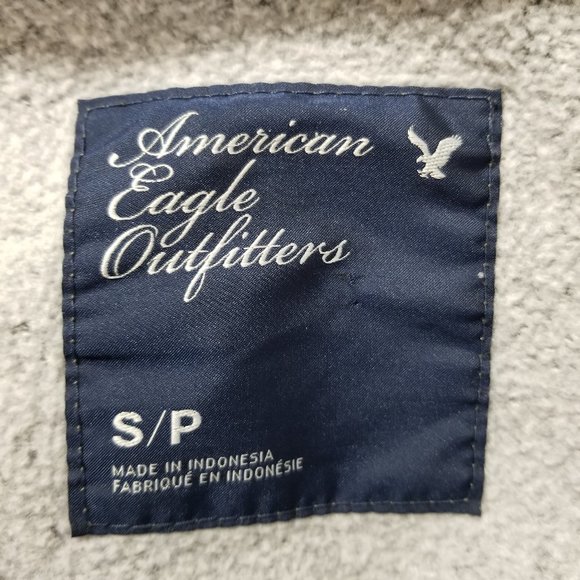 American
Eagle
Outfitters
S/P
MADE IN INDONESIA
FABRIQUÉ EN INDONÉSIE